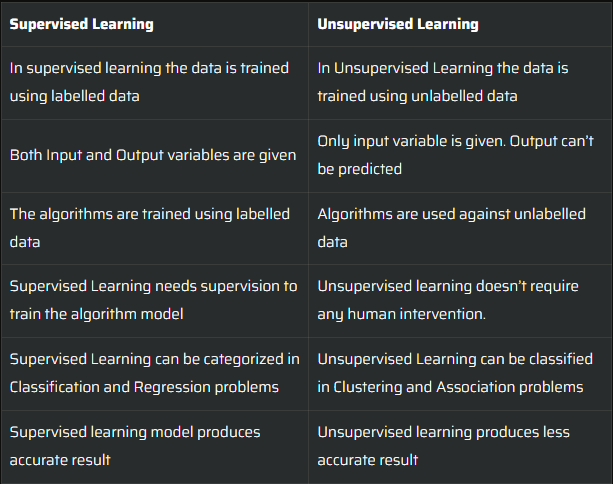 Supervised Learning
Unsupervised Learning
In supervised learning the data is trained
using labelled data
In Unsupervised Learning the data is
trained using unlabelled data
Both Input and Output variables are given
Only input variable is given. Output can't
be predicted
The algorithms are trained using labelled
data
Algorithms are used against unlabelled
data
Supervised Learning needs supervision to
train the algorithm model
Unsupervised learning doesn't require
any human intervention.
Supervised Learning can be categorized in
Classification and Regression problems
Unsupervised Learning can be classified
in Clustering and Association problems
Supervised learning model produces
accurate result
Unsupervised learning produces less
accurate result